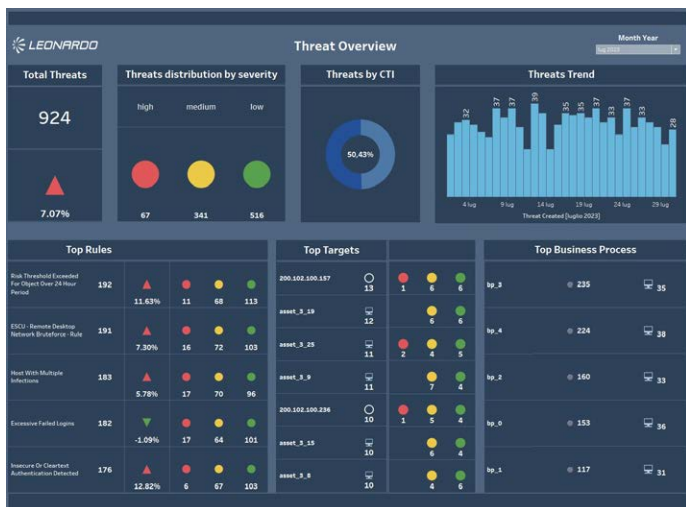 LEONARDO
Threat Overview
Month Year
lug 2023
Total Threats
924
7.07%
Threats distribution by severity
high medium low
67 341 516
Threats by CTI
50,43%
Threats Trend
32 37 37 39 35 35 37 33 37 33 28
4 lug 9 lug 14 lug 19 lug 24 lug 29 lug
Threat Created [luglio 2023]
Top Rules
Risk Threshold Exceeded
For Object Over 24 Hour
Period
192
11.63% 11 68 113
ESCU - Remote Desktop
Network Bruteforce - Rule
191
7.30% 16 72 103
Host With Multiple
Infections
183
5.78% 17 70 96
Excessive Failed Logins 182
-1.09% 17 64 101
Insecure Or Cleartext
Authentication Detected
176
12.82% 6 67 103
Top Targets
200.102.100.157
13 1 6 6
asset_3_19
12 6 6
asset_3_25
11 2 4 5
asset_3_9
11 7 4
200.102.100.236
10 1 5 4
asset_3_15
10 6 4
asset_3_8
10 4 6
Top Business Process
bp_3 235 35
bp_4 224 38
bp_2 160 33
bp_0 153 36
bp_1 117 31